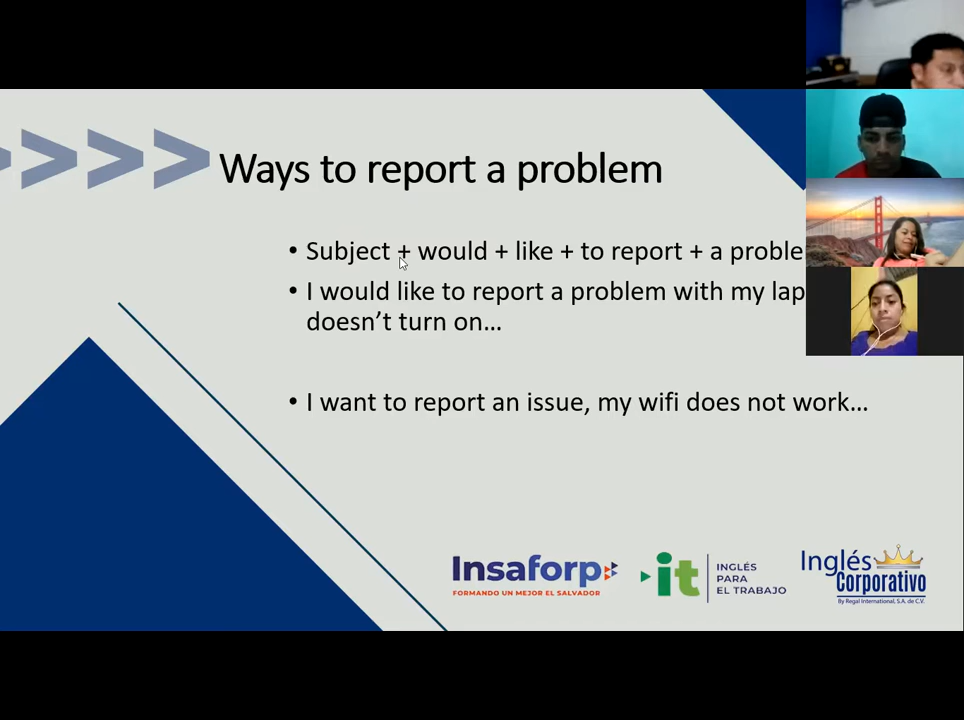 Ways to report a problem
• Subject + would + like + to report + a proble
• I would like to report a problem with my lap
doesn't turn on…
• I want to report an issue, my wifi does not work…
Insaforp
FORMANDO UN MEJOR EL SALVADOR
it
INGLÉS
PARA
EL TRABAJO
Inglés
Corporativo
By Regal International, S.A. de C.V.